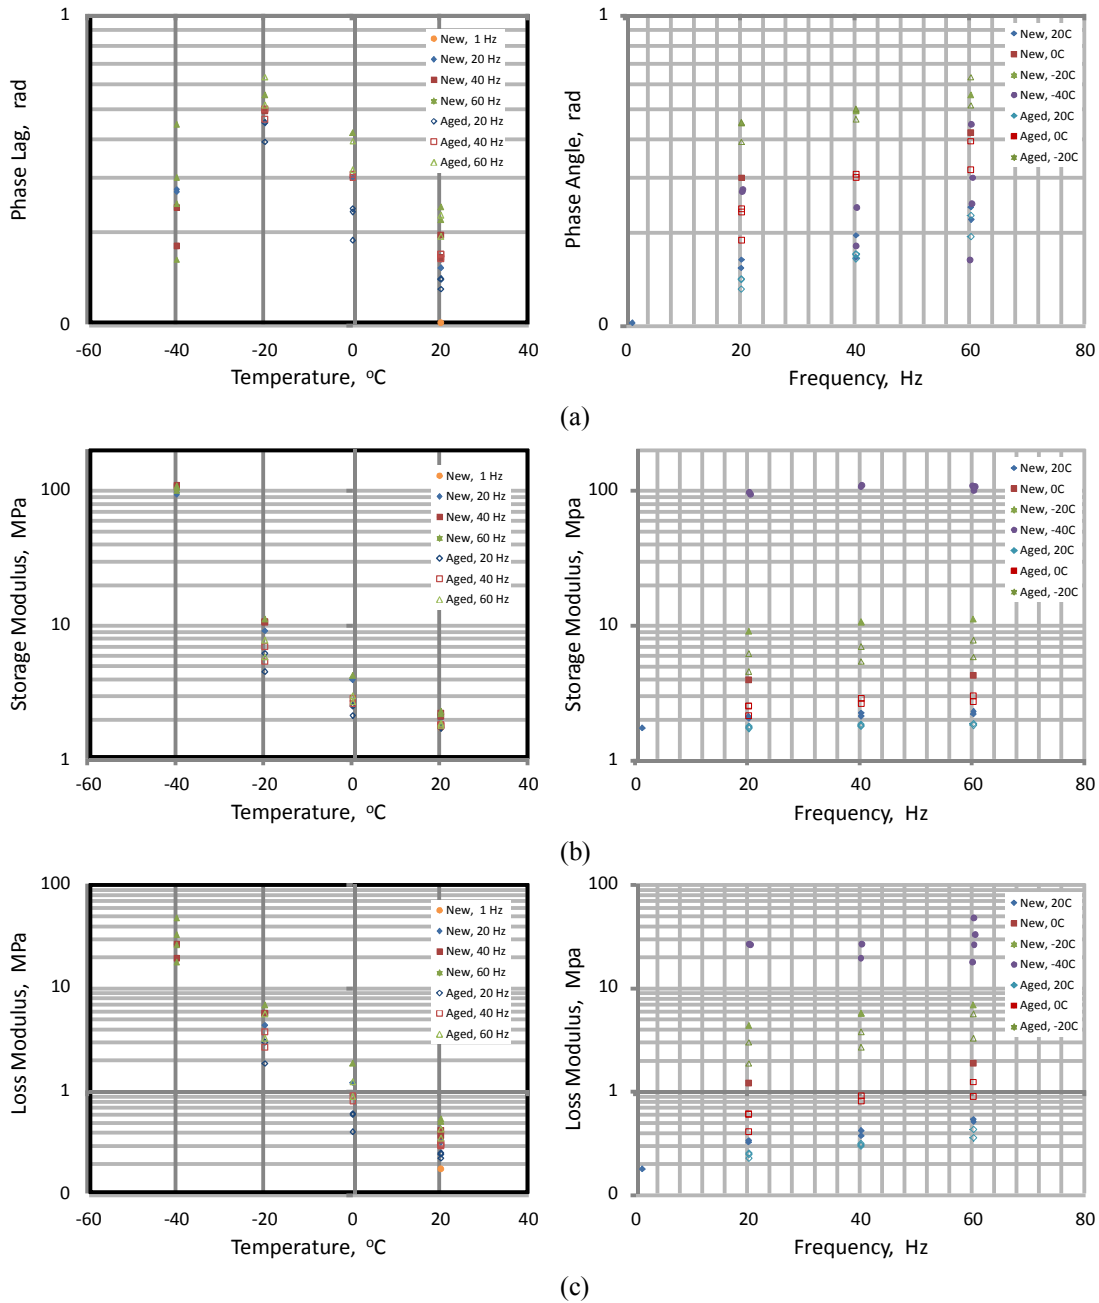 1
0
Phase Lag, rad
-60
-40
-20
0
20
40
Temperature, °C
New, 1 Hz
New, 20 Hz
New, 40 Hz
New, 60 Hz
Aged, 20 Hz
Aged, 40 Hz
Aged, 60 Hz
1
0
Phase Angle, rad
0
20
40
60
80
Frequency, Hz
New, 20C
New, 0C
New, -20C
New, -40C
Aged, 20C
Aged, 0C
Aged, -20C
(a)
100
10
1
Storage Modulus, MPa
-60
-40
-20
0
20
40
Temperature, °C
New, 1 Hz
New, 20 Hz
New, 40 Hz
New, 60 Hz
Aged, 20 Hz
Aged, 40 Hz
Aged, 60 Hz
100
10
1
Storage Modulus, Mpa
0
20
40
60
80
Frequency, Hz
New, 20C
New, 0C
New, -20C
New, -40C
Aged, 20C
Aged, 0C
Aged, -20C
(b)
100
10
1
0
Loss Modulus, MPa
-60
-40
-20
0
20
40
Temperature, °C
New, 1 Hz
New, 20 Hz
New, 40 Hz
New, 60 Hz
Aged, 20 Hz
Aged, 40 Hz
Aged, 60 Hz
100
10
1
0
Loss Modulus, Mpa
0
20
40
60
80
Frequency, Hz
New, 20C
New, 0C
New, -20C
New, -40C
Aged, 20C
Aged, 0C
Aged, -20C
(c)